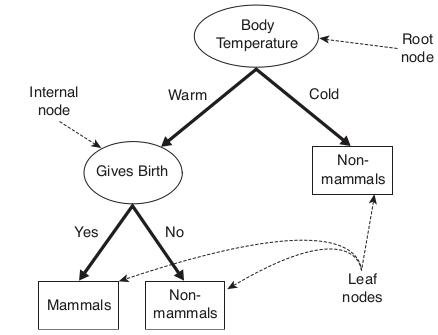 Body
Temperature
Root
node
Internal
node
Warm
Cold
Gives Birth
Non-
mammals
Yes
No
Mammals
Non-
mammals
Leaf
nodes